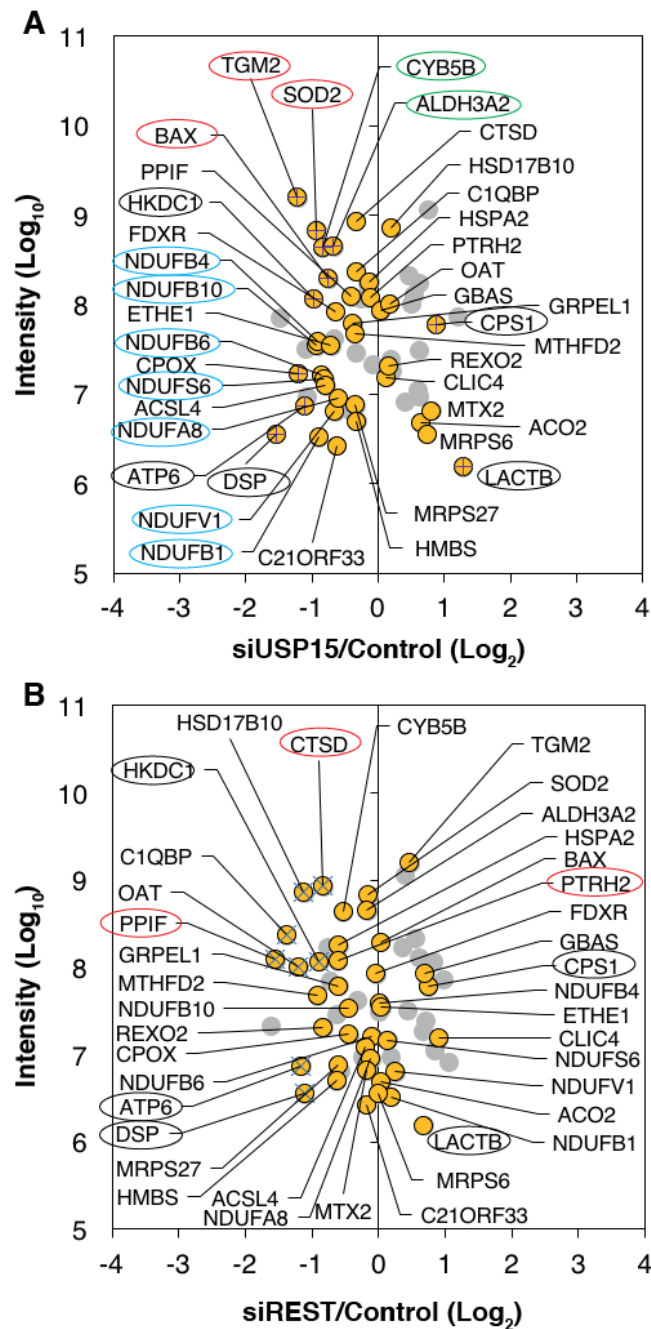 A
11
10
9
8
7
6
5
Intensity (Log10)
TGM2
CYB5B
SOD2
ALDH3A2
BAX
CTSD
PPIF
HSD17B10
HKDC1
C1QBP
FDXR
HSPA2
NDUFB4
PTRH2
NDUFB10
OAT
ETHE1
GBAS
GRPEL1
NDUFB6
CPS1
CPOX
MTHFD2
NDUFS6
REXO2
ACSL4
CLIC4
NDUFA8
MTX2
ACO2
ATP6
MRPS6
DSP
LACTB
NDUFV1
MRPS27
NDUFB1
C21ORF33
HMBS
-4 -3 -2 -1 0 1 2 3 4
siUSP15/Control (Log2)
B
11
10
9
8
7
6
5
Intensity (Log10)
HSD17B10
CYB5B
CTSD
TGM2
HKDC1
SOD2
ALDH3A2
HSPA2
C1QBP
BAX
OAT
PTRH2
PPIF
FDXR
GRPEL1
GBAS
CPS1
MTHFD2
NDUFB4
NDUFB10
ETHE1
REXO2
CLIC4
CPOX
NDUFS6
NDUFB6
NDUFV1
ATP6
ACO2
DSP
LACTB
NDUFB1
MRPS27
MRPS6
HMBS
ACSL4
NDUFA8
MTX2
C21ORF33
-4 -3 -2 -1 0 1 2 3 4
siREST/Control (Log2)